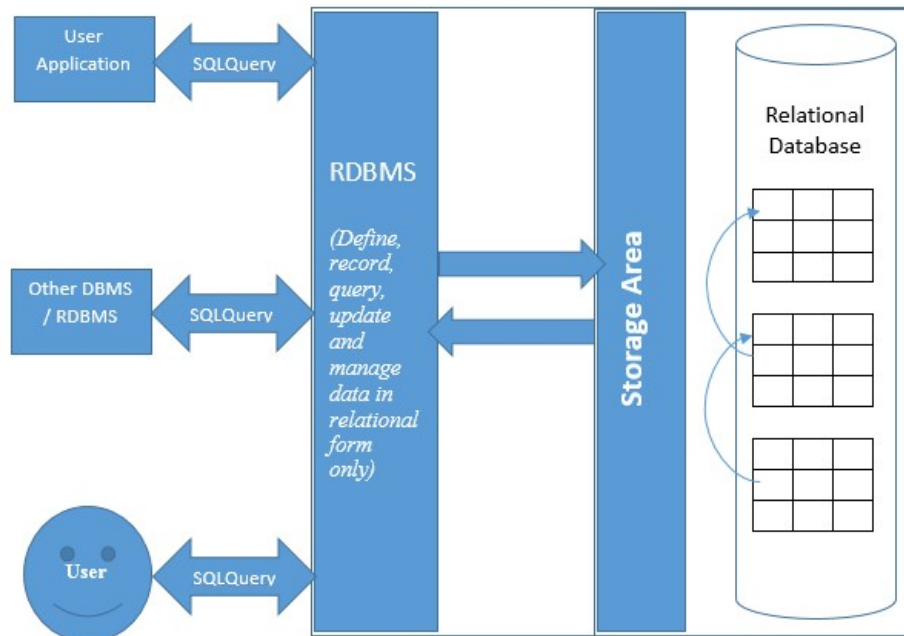 User
Application
SQLQuery
Other DBMS
/ RDBMS
SQLQuery
User
SQLQuery
RDBMS
(Define,
record,
query,
update
and
manage
data in
relational
form
only)
Storage Area
Relational
Database